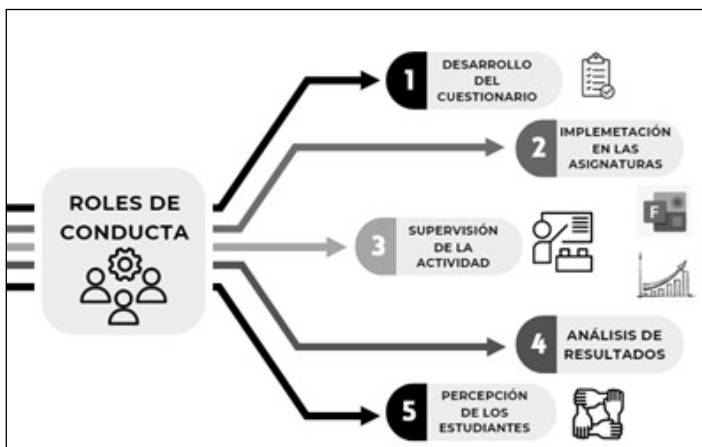 ROLES DE
CONDUCTA
1
DESARROLLO
DEL
CUESTIONARIO
2
IMPLEMETACIÓN
EN LAS
ASIGNATURAS
F
3
SUPERVISIÓN
DE LA
ACTIVIDAD
4
ANÁLISIS DE
RESULTADOS
5
PERCEPCIÓN
DE LOS
ESTUDIANTES